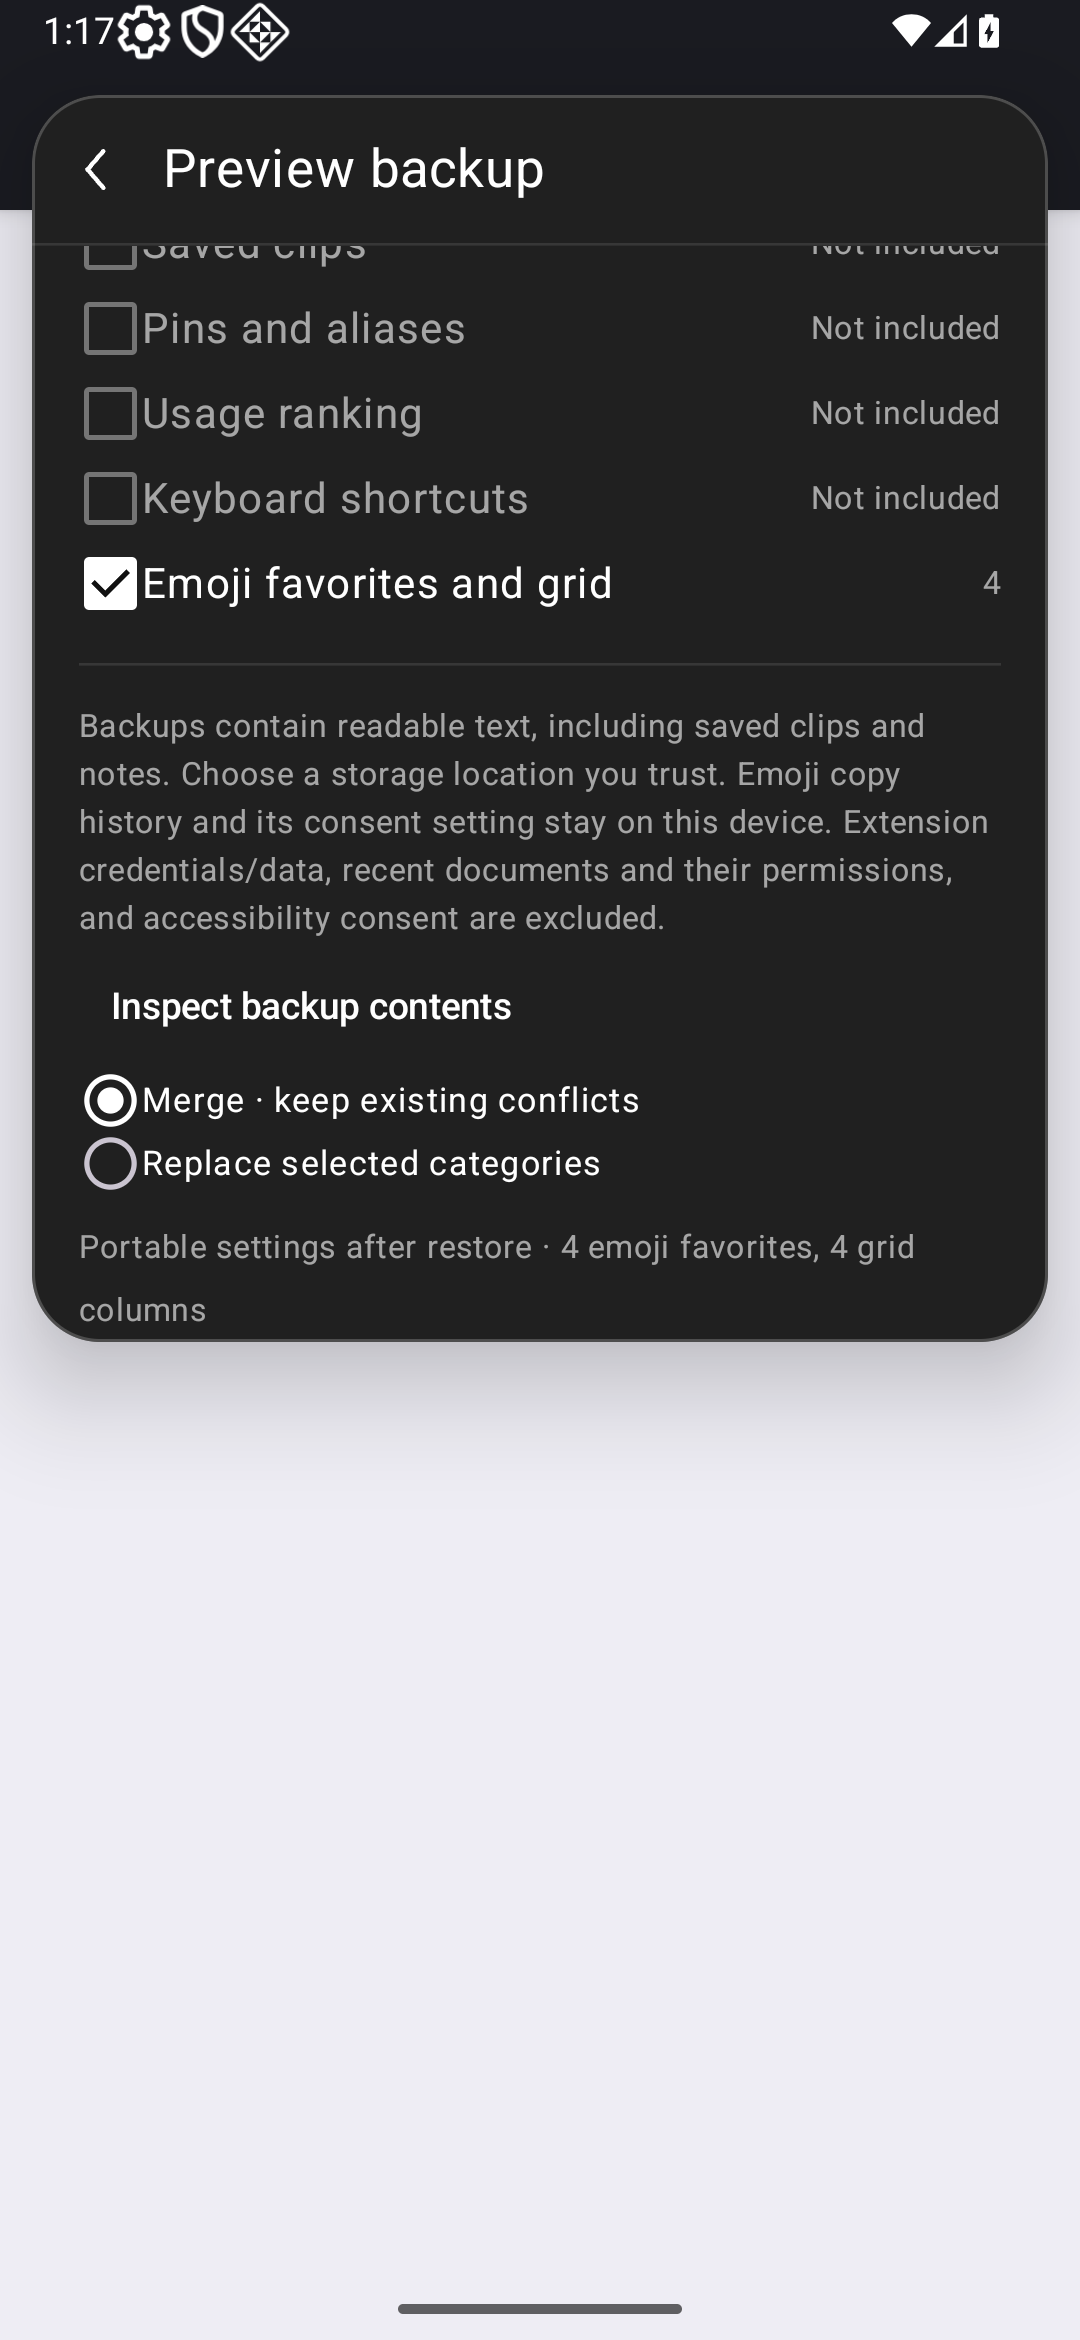 1:17
Preview backup
Saved clips Not included
Pins and aliases Not included
Usage ranking Not included
Keyboard shortcuts Not included
Emoji favorites and grid 4
Backups contain readable text, including saved clips and
notes. Choose a storage location you trust. Emoji copy
history and its consent setting stay on this device. Extension
credentials/data, recent documents and their permissions,
and accessibility consent are excluded.
Inspect backup contents
Merge · keep existing conflicts
Replace selected categories
Portable settings after restore · 4 emoji favorites, 4 grid
columns